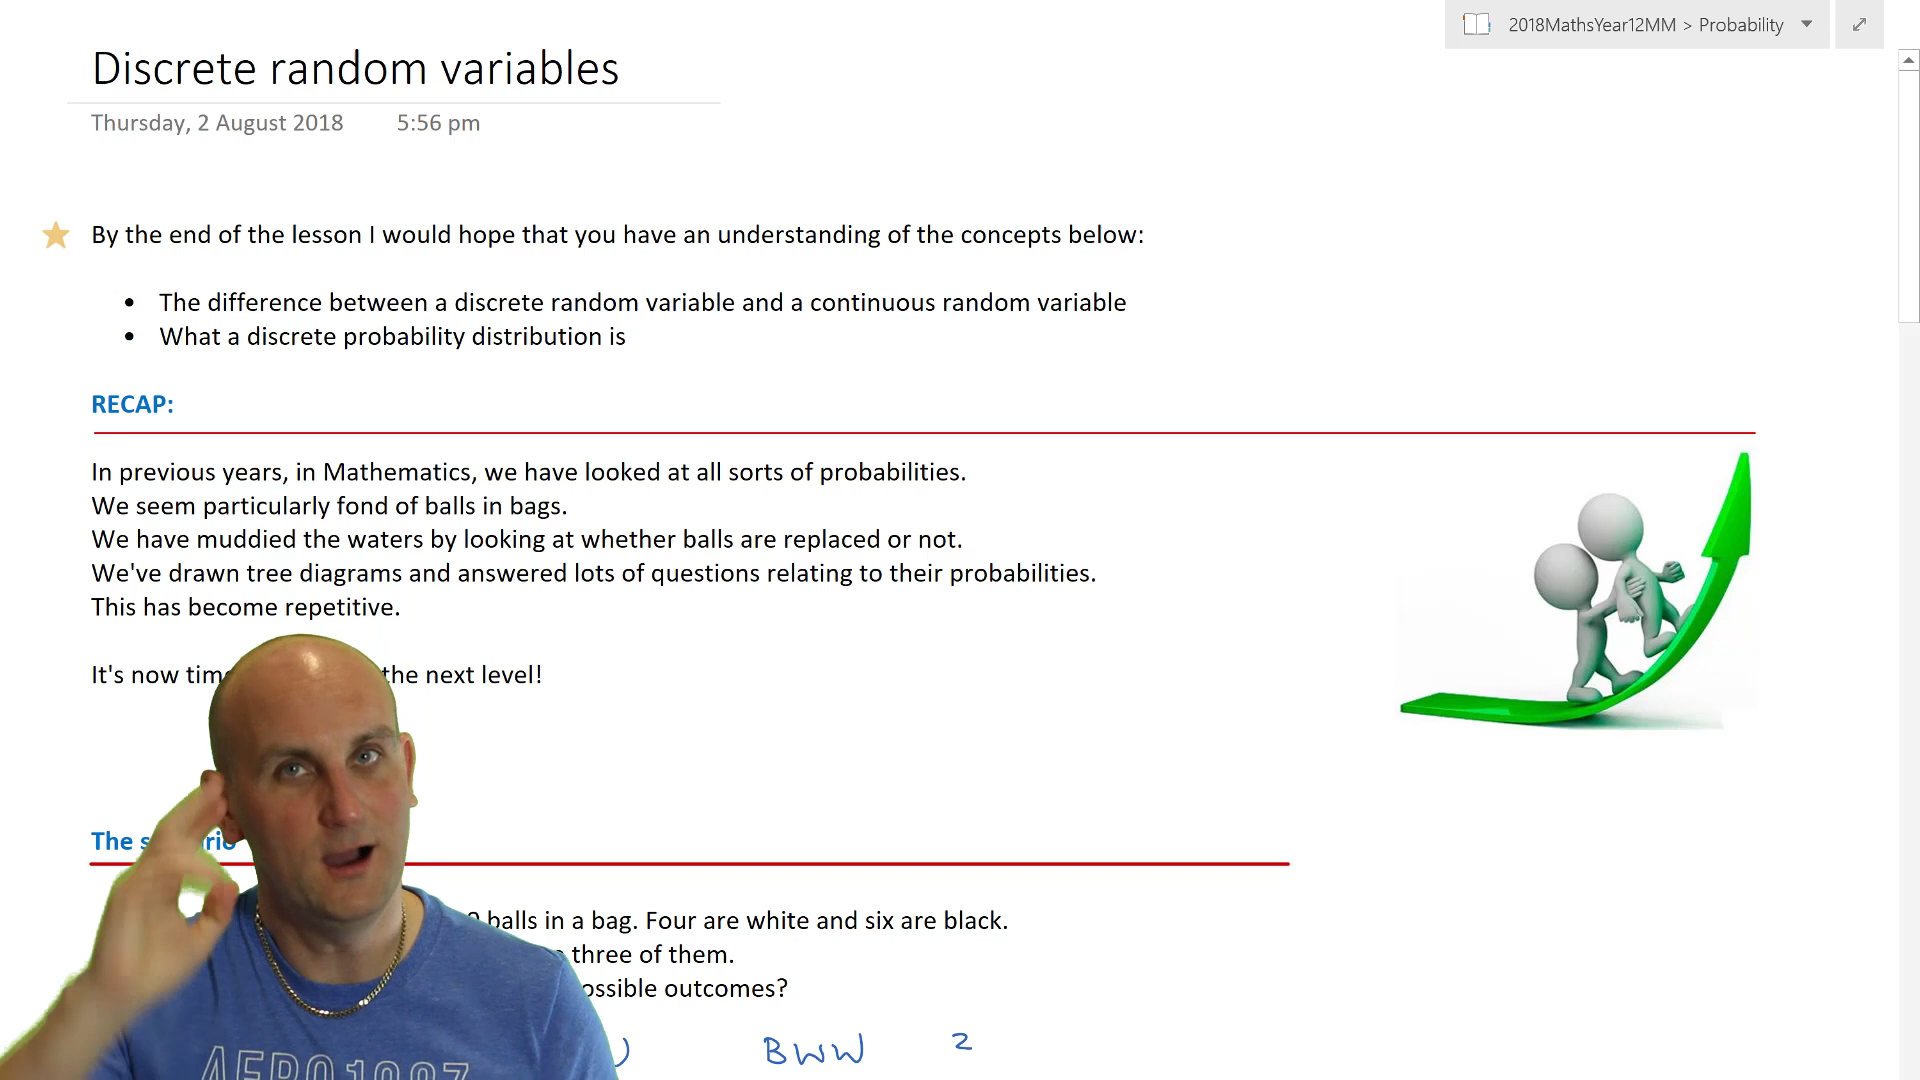 2018MathsYear12MM > Probability
Discrete random variables
Thursday, 2 August 2018 5:56 pm
By the end of the lesson I would hope that you have an understanding of the concepts below:
• The difference between a discrete random variable and a continuous random variable
• What a discrete probability distribution is
RECAP:
In previous years, in Mathematics, we have looked at all sorts of probabilities.
We seem particularly fond of balls in bags.
We have muddied the waters by looking at whether balls are replaced or not.
We've drawn tree diagrams and answered lots of questions relating to their probabilities.
This has become repetitive.
It's now the next level!
The
balls in a bag. Four are white and six are black.
three of them.
outcomes?
BWW 2